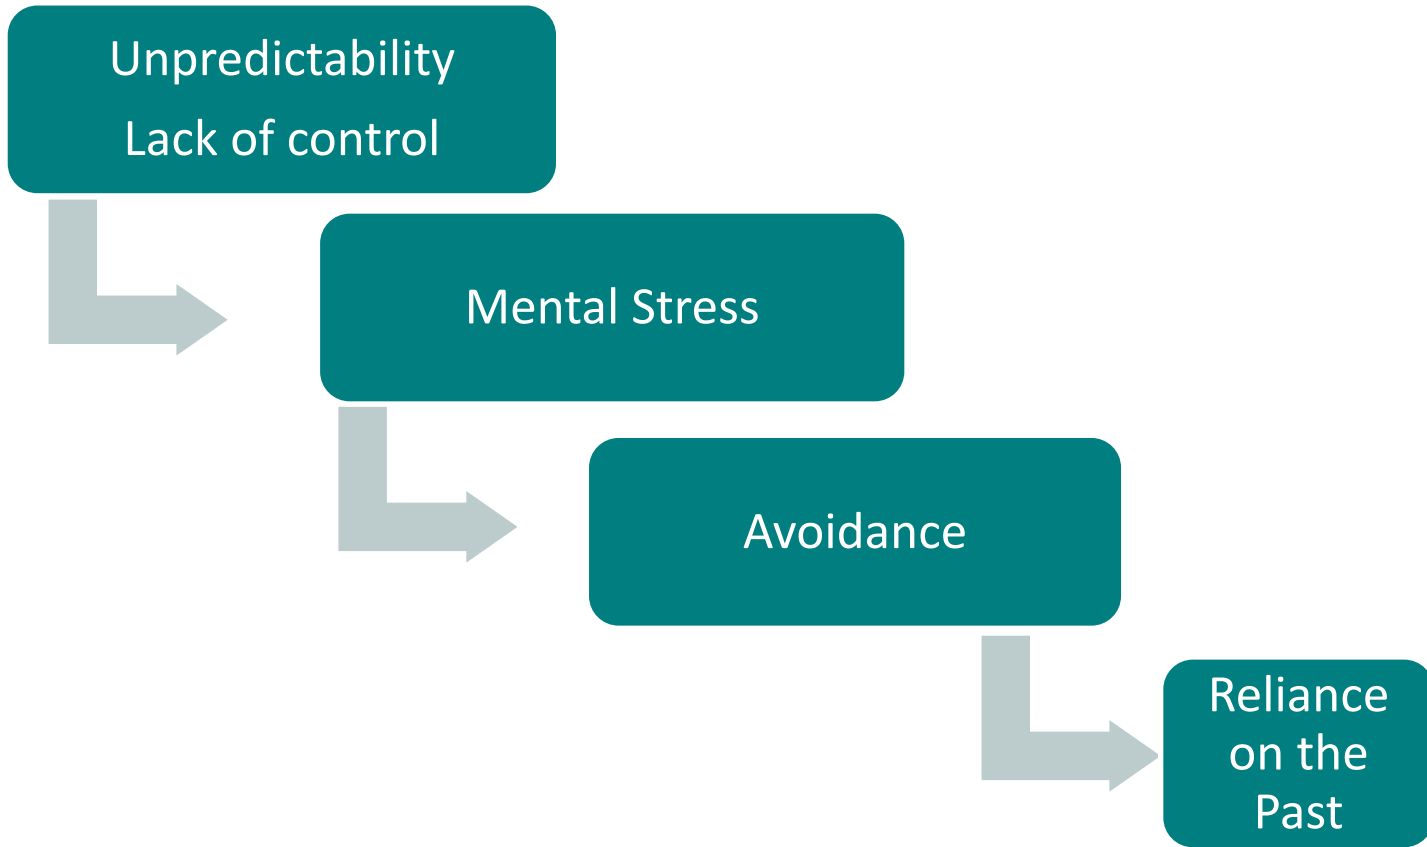 Unpredictability
Lack of control
Mental Stress
Avoidance
Reliance
on the
Past